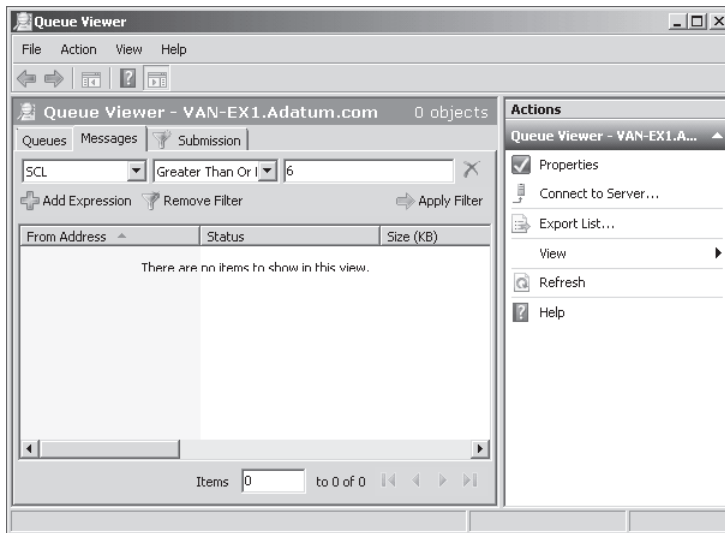 Queue Viewer
File Action View Help
Queue Viewer - VAN-EX1.Adatum.com 0 objects
Queues Messages Submission
SCL Greater Than Or 6
Add Expression Remove Filter Apply Filter
From Address Status Size (KB)
There are no items to show in this view.
Items 0 to 0 of 0
Actions
Queue Viewer - VAN-EX1.A...
Properties
Connect to Server...
Export List...
View
Refresh
Help